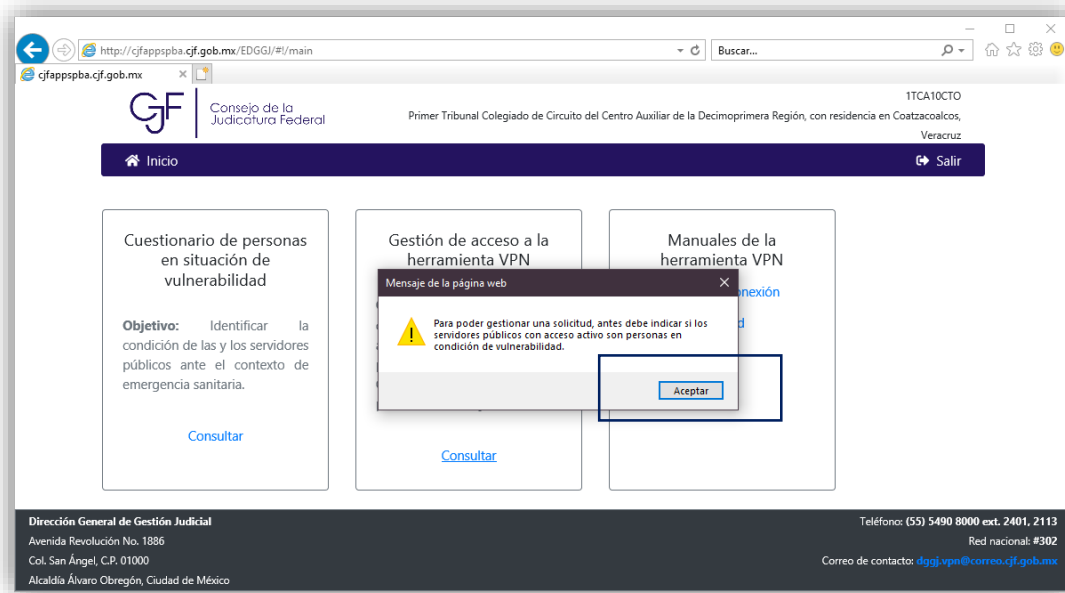 http://cjfappspba.cjf.gob.mx/EDGGJ/#!/main
Buscar...
cjfappspba.cjf.gob.mx
CJF
Consejo de la
Judicatura Federal
1TCA10CTO
Primer Tribunal Colegiado de Circuito del Centro Auxiliar de la Decimoprimera Región, con residencia en Coatzacoalcos,
Veracruz
Inicio
Salir
Cuestionario de personas
en situación de
vulnerabilidad
Objetivo: Identificar la
condición de las y los servidores
públicos ante el contexto de
emergencia sanitaria.
Consultar
Gestión de acceso a la
herramienta VPN
Consultar
Manuales de la
herramienta VPN
Mensaje de la página web
Para poder gestionar una solicitud, antes debe indicar si los
servidores públicos con acceso activo son personas en
condición de vulnerabilidad.
Aceptar
Dirección General de Gestión Judicial
Avenida Revolución No. 1886
Col. San Ángel, C.P. 01000
Alcaldía Álvaro Obregón, Ciudad de México
Teléfono: (55) 5490 8000 ext. 2401, 2113
Red nacional: #302
Correo de contacto: dggj.vpn@correo.cjf.gob.mx